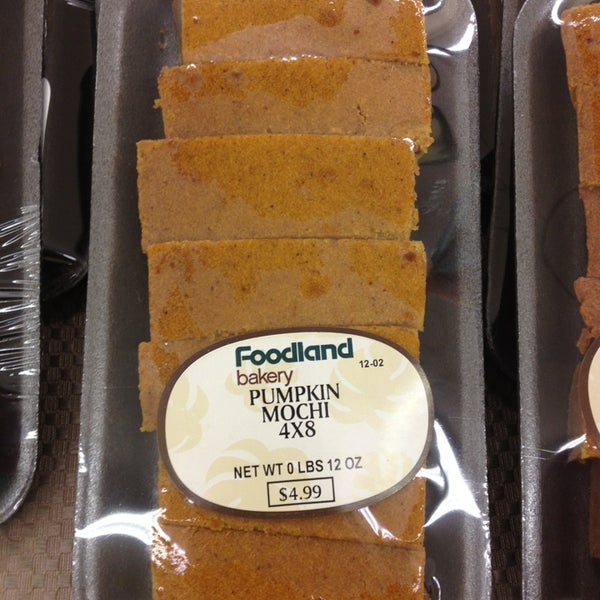 Foodland
bakery
12-02
PUMPKIN
MOCHI
4X8
NET WT 0 LBS 12 OZ
$4.99